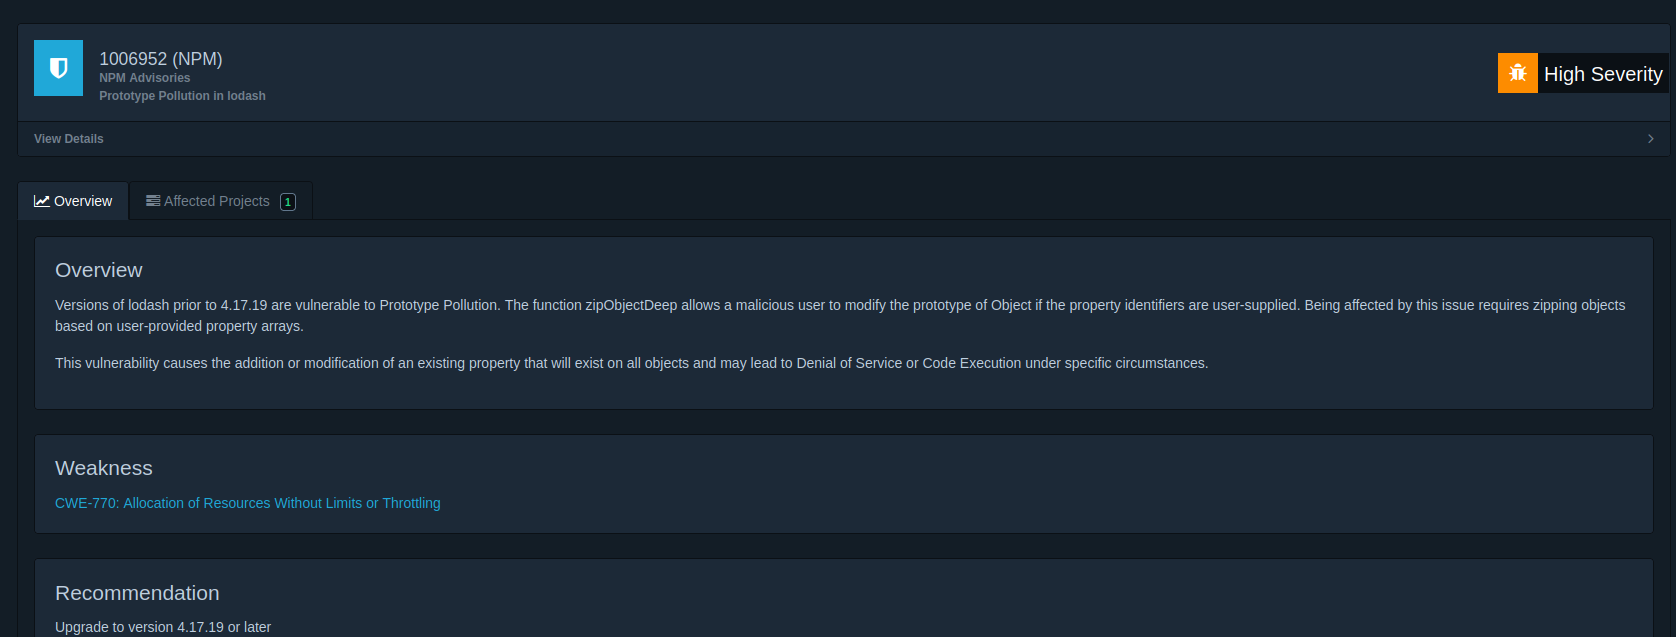 1006952 (NPM)
NPM Advisories
Prototype Pollution in lodash
High Severity
View Details
Overview
Affected Projects 1
Overview
Versions of lodash prior to 4.17.19 are vulnerable to Prototype Pollution. The function zipObjectDeep allows a malicious user to modify the prototype of Object if the property identifiers are user-supplied. Being affected by this issue requires zipping objects
based on user-provided property arrays.
This vulnerability causes the addition or modification of an existing property that will exist on all objects and may lead to Denial of Service or Code Execution under specific circumstances.
Weakness
CWE-770: Allocation of Resources Without Limits or Throttling
Recommendation
Upgrade to version 4.17.19 or later